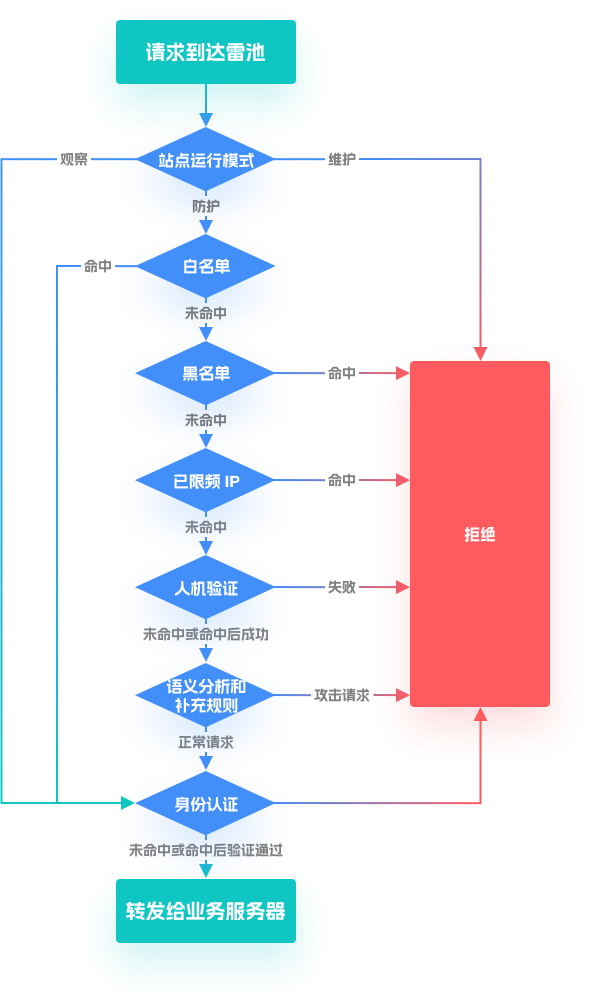 请求到达雷池
观察
站点运行模式
维护
防护
命中
白名单
未命中
黑名单
命中
未命中
已限频 IP
命中
未命中
人机验证
失败
未命中或命中后成功
语义分析和
补充规则
攻击请求
拒绝
正常请求
身份认证
未命中或命中后验证通过
转发给业务服务器